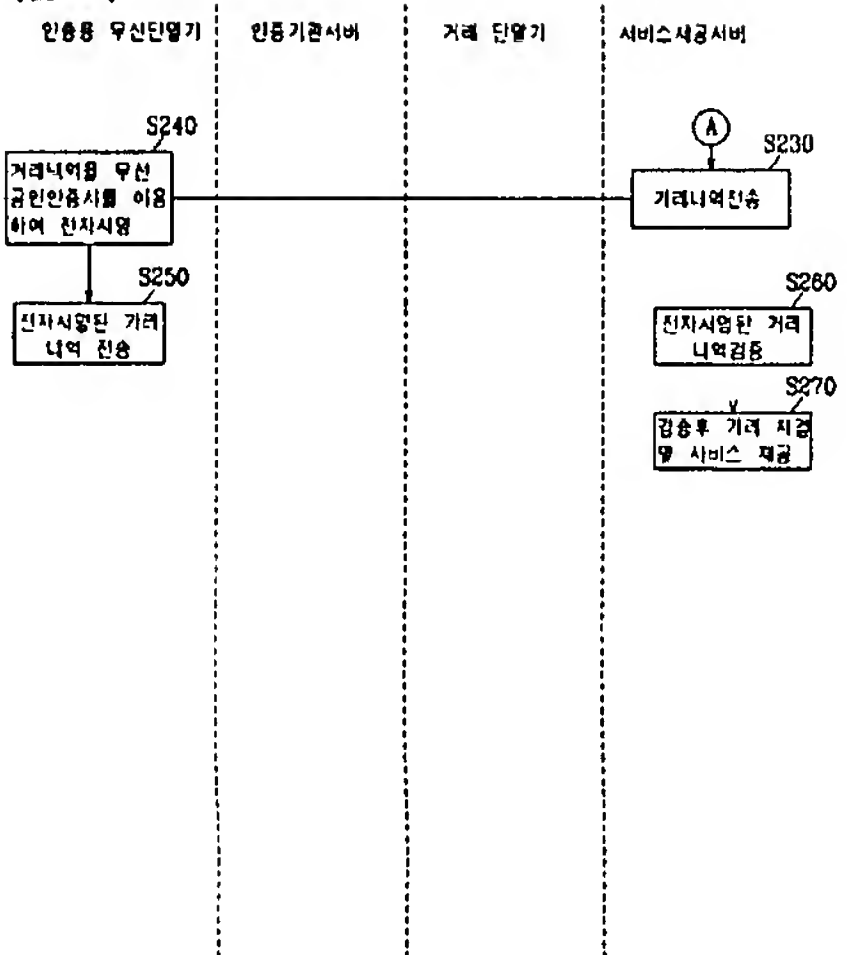 인증용 무선단말기
인증기관서버
거래 단말기
서비스제공서버
S240
거래내역을 무선
공인인증서를 이용
하여 전자서명
A
S230
거래내역전송
S250
전자서명된 거래
내역 전송
S260
전자서명된 거래
내역검증
S270
검증후 거래 체결
및 서비스 제공